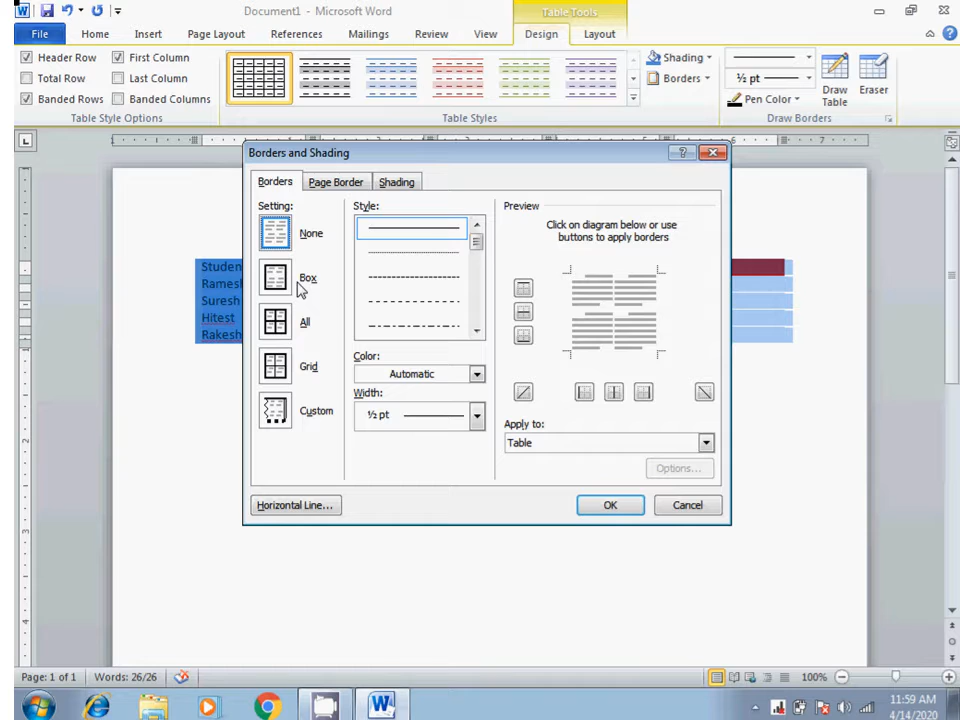 Document1 - Microsoft Word
Table Tools
File Home Insert Page Layout References Mailings Review View Design Layout
Header Row First Column
Total Row Last Column
Banded Rows Banded Columns
Table Style Options
Table Styles
Shading
Borders
½ pt
Pen Color
Draw Table
Eraser
Draw Borders
Borders and Shading
Borders Page Border Shading
Setting:
None
Box
All
Grid
Custom
Style:
Color:
Automatic
Width:
½ pt
Preview
Click on diagram below or use
buttons to apply borders
Apply to:
Table
Options...
Horizontal Line...
OK
Cancel
Studen
Ramesh
Suresh
Hitest
Rakesh
Page: 1 of 1 Words: 26/26 100%
11:59 AM
4/14/2020